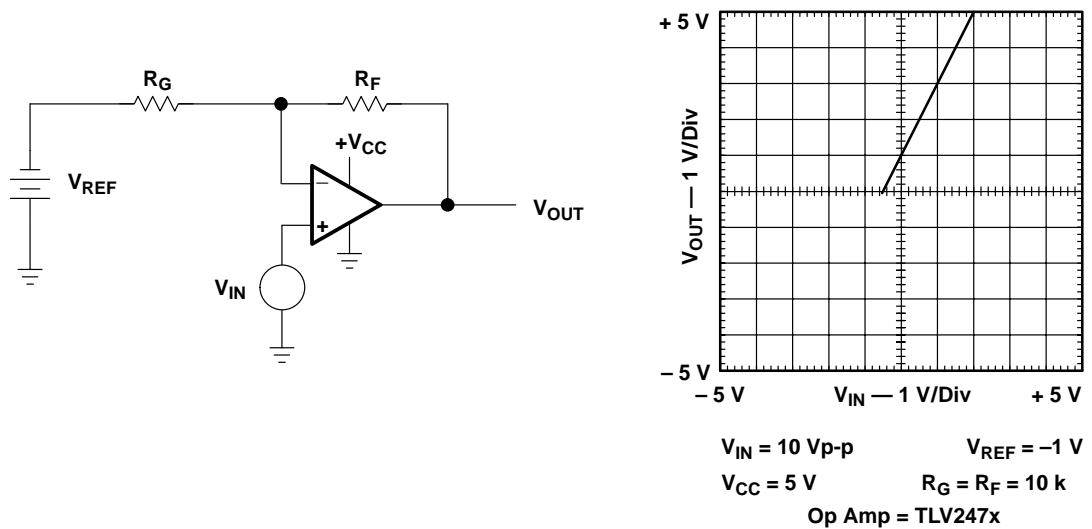 R_G
R_F
+V_CC
V_REF
−
+
V_OUT
V_IN
+ 5 V
V_OUT — 1 V/Div
– 5 V
– 5 V
V_IN — 1 V/Div
+ 5 V
V_IN = 10 Vp-p
V_REF = –1 V
V_CC = 5 V
R_G = R_F = 10 k
Op Amp = TLV247x